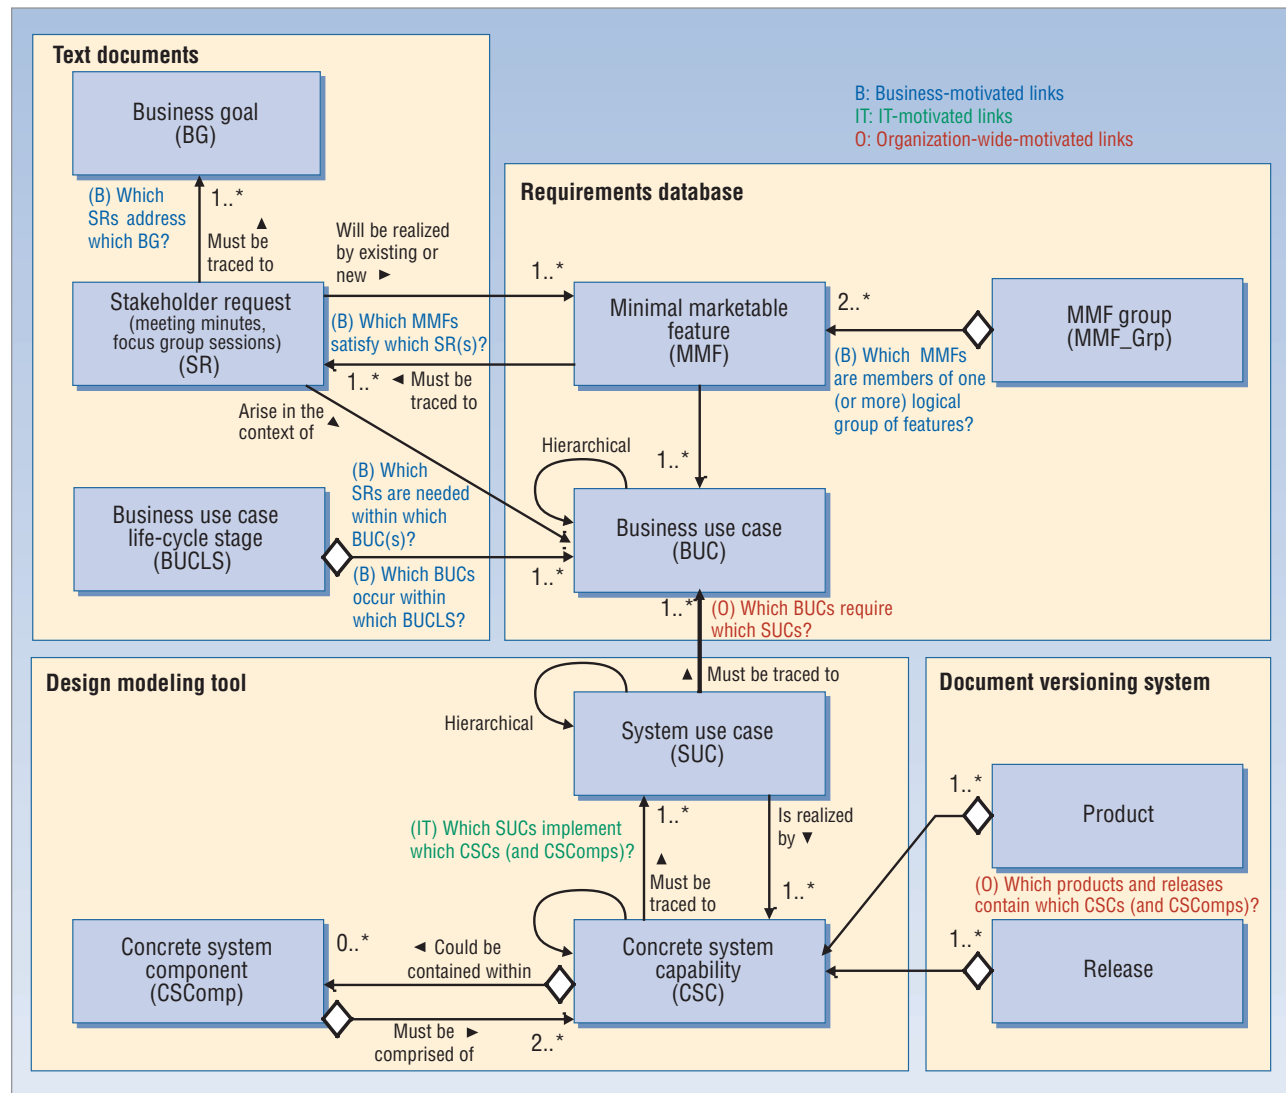 Text documents
Business goal
(BG)
B: Business-motivated links
IT: IT-motivated links
O: Organization-wide-motivated links
(B) Which
SRs address
which BG?
1..*
Must be
traced to
Requirements database
Will be realized
by existing or
new
1..*
Stakeholder request
(meeting minutes,
focus group sessions)
(SR)
(B) Which MMFs
satisfy which SR(s)?
1..*
Must be
traced to
Minimal marketable
feature
(MMF)
2..*
MMF group
(MMF_Grp)
(B) Which MMFs
are members of one
(or more) logical
group of features?
Arise in the
context of
Hierarchical
1..*
(B) Which
SRs are needed
within which
BUC(s)?
Business use case
life-cycle stage
(BUCLS)
Business use case
(BUC)
1..*
(B) Which BUCs
occur within
which BUCLS?
1..*
(O) Which BUCs require
which SUCs?
Design modeling tool
Must be traced to
Hierarchical
System use case
(SUC)
Document versioning system
1..*
Product
1..*
Is realized
by
(IT) Which SUCs implement
which CSCs (and CSComps)?
Must be
traced to
1..*
(O) Which products and releases
contain which CSCs (and CSComps)?
1..*
Release
Concrete system
component
(CSComp)
0..*
Could be
contained within
Concrete system
capability
(CSC)
Must be
comprised of
2..*